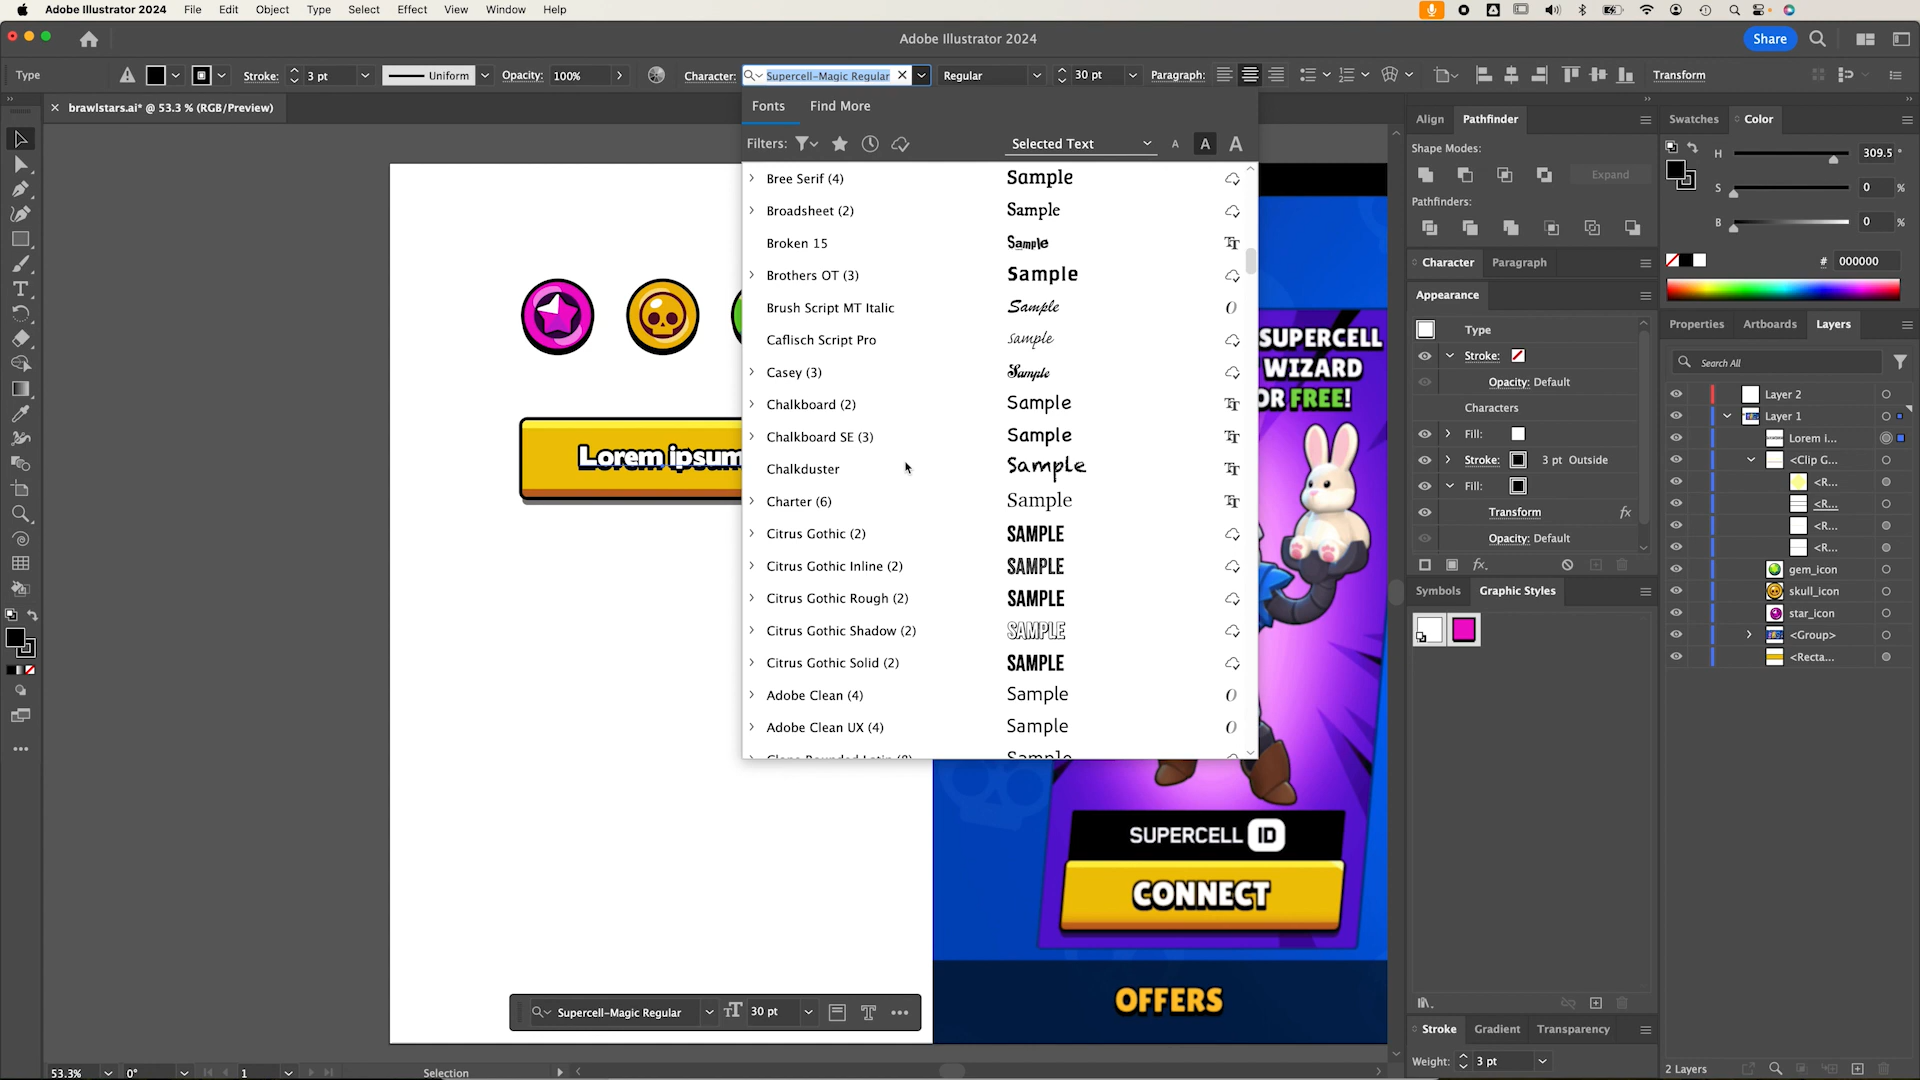 Adobe Illustrator 2024 File Edit Object Type Select Effect View Window Help
Adobe Illustrator 2024
Share
Type
Stroke: 3 pt Uniform Opacity: 100% Character: Supercell-Magic Regular Regular 30 pt Paragraph: Transform
brawlstars.ai* @ 53.3 % (RGB/Preview)
Fonts Find More
Filters: Selected Text A A A
Bree Serif (4) Sample
Broadsheet (2) Sample
Broken 15 Sample
Brothers OT (3) Sample
Brush Script MT Italic Sample
Caflisch Script Pro Sample
Casey (3) Sample
Chalkboard (2) Sample
Chalkboard SE (3) Sample
Chalkduster Sample
Charter (6) Sample
Citrus Gothic (2) SAMPLE
Citrus Gothic Inline (2) SAMPLE
Citrus Gothic Rough (2) SAMPLE
Citrus Gothic Shadow (2) SAMPLE
Citrus Gothic Solid (2) SAMPLE
Adobe Clean (4) Sample
Adobe Clean UX (4) Sample
Lorem ipsum
SUPERCELL
WIZARD
OR FREE!
SUPERCELL ID
CONNECT
OFFERS
Supercell-Magic Regular 30 pt
53.3% 0° 1 Selection
Align Pathfinder
Shape Modes:
Expand
Pathfinders:
Character Paragraph
Appearance
Type
Stroke:
Opacity: Default
Characters
Fill:
Stroke: 3 pt Outside
Fill:
Transform fx
Opacity: Default
Symbols Graphic Styles
Stroke Gradient Transparency
Weight: 3 pt
Swatches Color
H 309.5 °
S 0 %
B 0 %
# 000000
Properties Artboards Layers
Search All
Layer 2
Layer 1
Lorem i...
<Clip G...
<R...
<R...
<R...
<R...
gem_icon
skull_icon
star_icon
<Group>
<Recta...
2 Layers